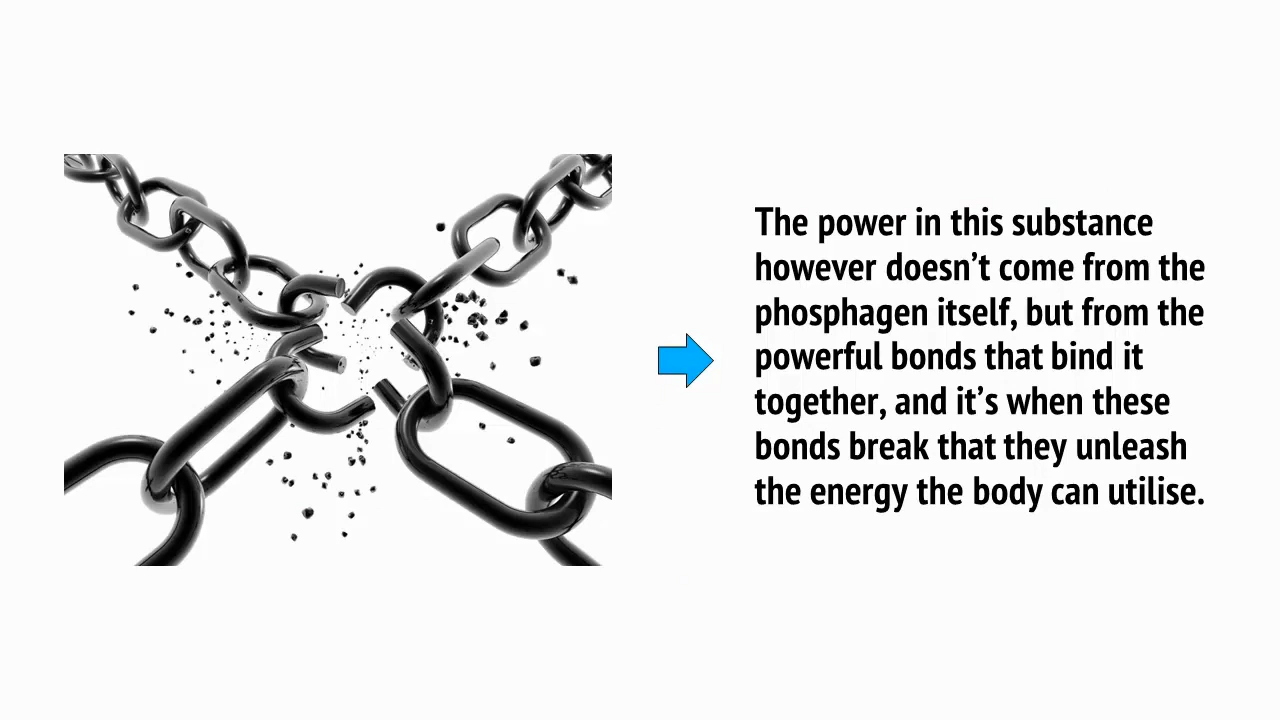 The power in this substance
however doesn’t come from the
phosphagen itself, but from the
powerful bonds that bind it
together, and it’s when these
bonds break that they unleash
the energy the body can utilise.